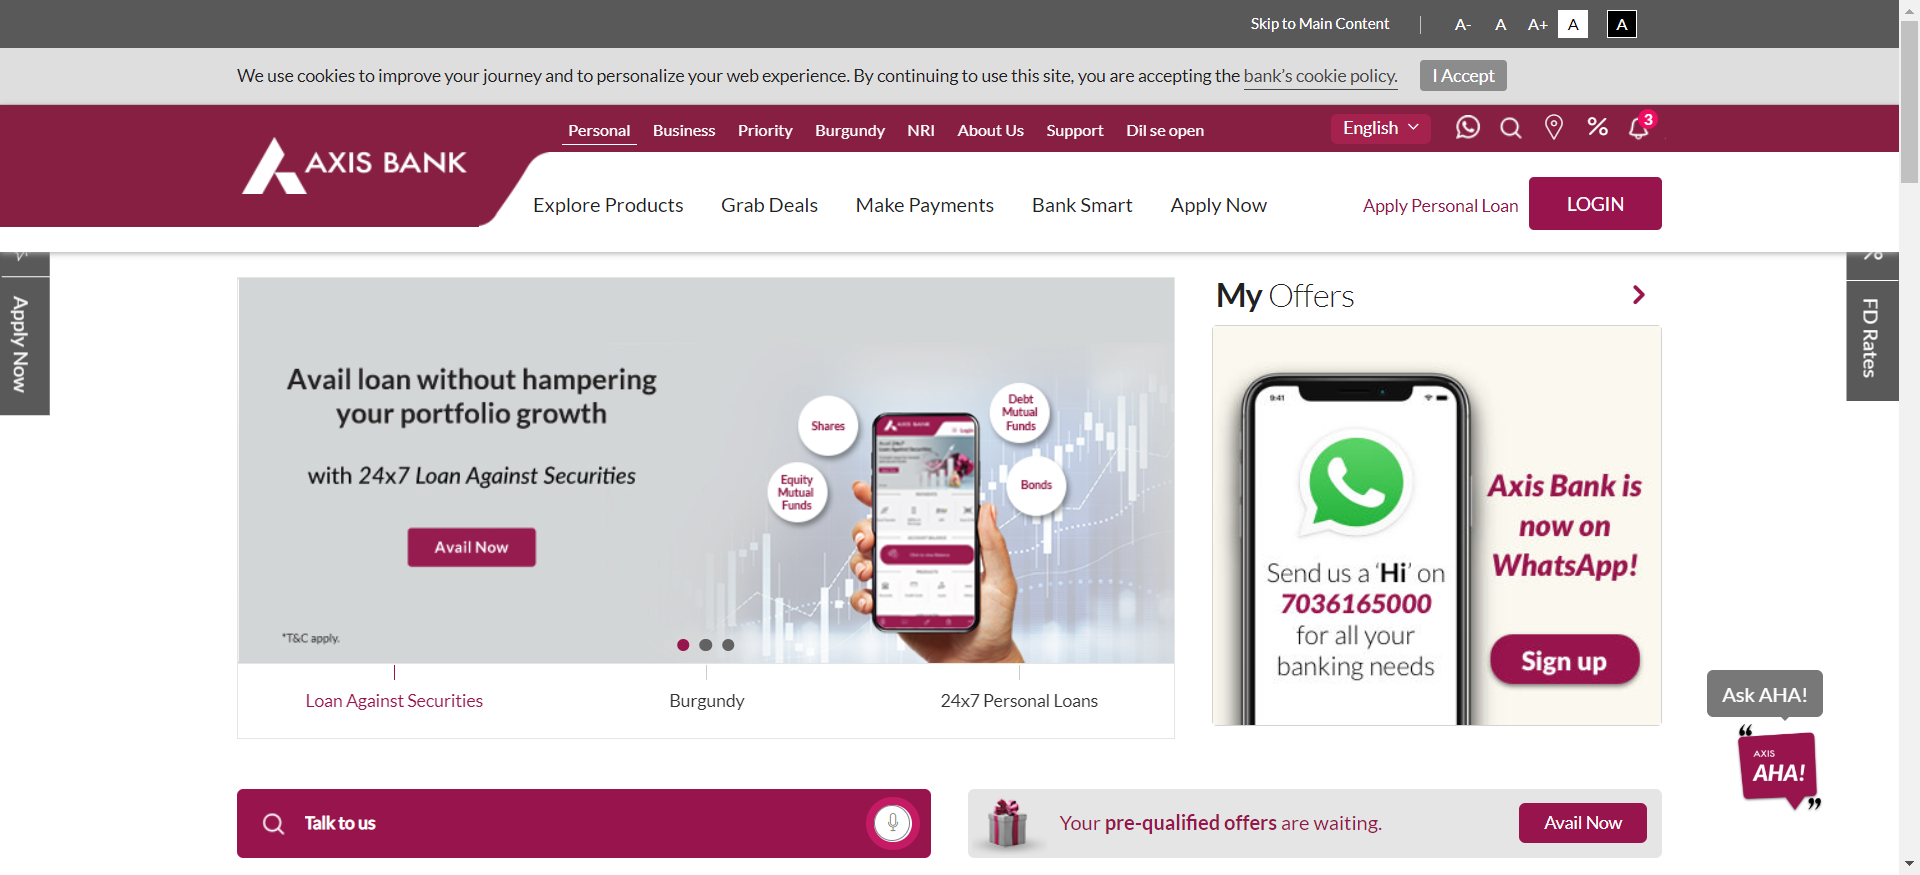 Skip to Main Content
A-
A
A+
A
A
We use cookies to improve your journey and to personalize your web experience. By continuing to use this site, you are accepting the bank's cookie policy.
I Accept
Personal
Business
Priority
Burgundy
NRI
About Us
Support
Dil se open
English
3
AXIS BANK
Explore Products
Grab Deals
Make Payments
Bank Smart
Apply Now
Apply Personal Loan
LOGIN
Apply Now
FD Rates
Avail loan without hampering
your portfolio growth
with 24x7 Loan Against Securities
Avail Now
*T&C apply.
Shares
Equity
Mutual
Funds
Debt
Mutual
Funds
Bonds
AXIS BANK
Login
Loan Against Securities
Burgundy
24x7 Personal Loans
My Offers
9:41
Send us a 'Hi' on
7036165000
for all your
banking needs
Axis Bank is
now on
WhatsApp!
Sign up
Ask AHA!
AXIS
AHA!
Talk to us
Your pre-qualified offers are waiting.
Avail Now